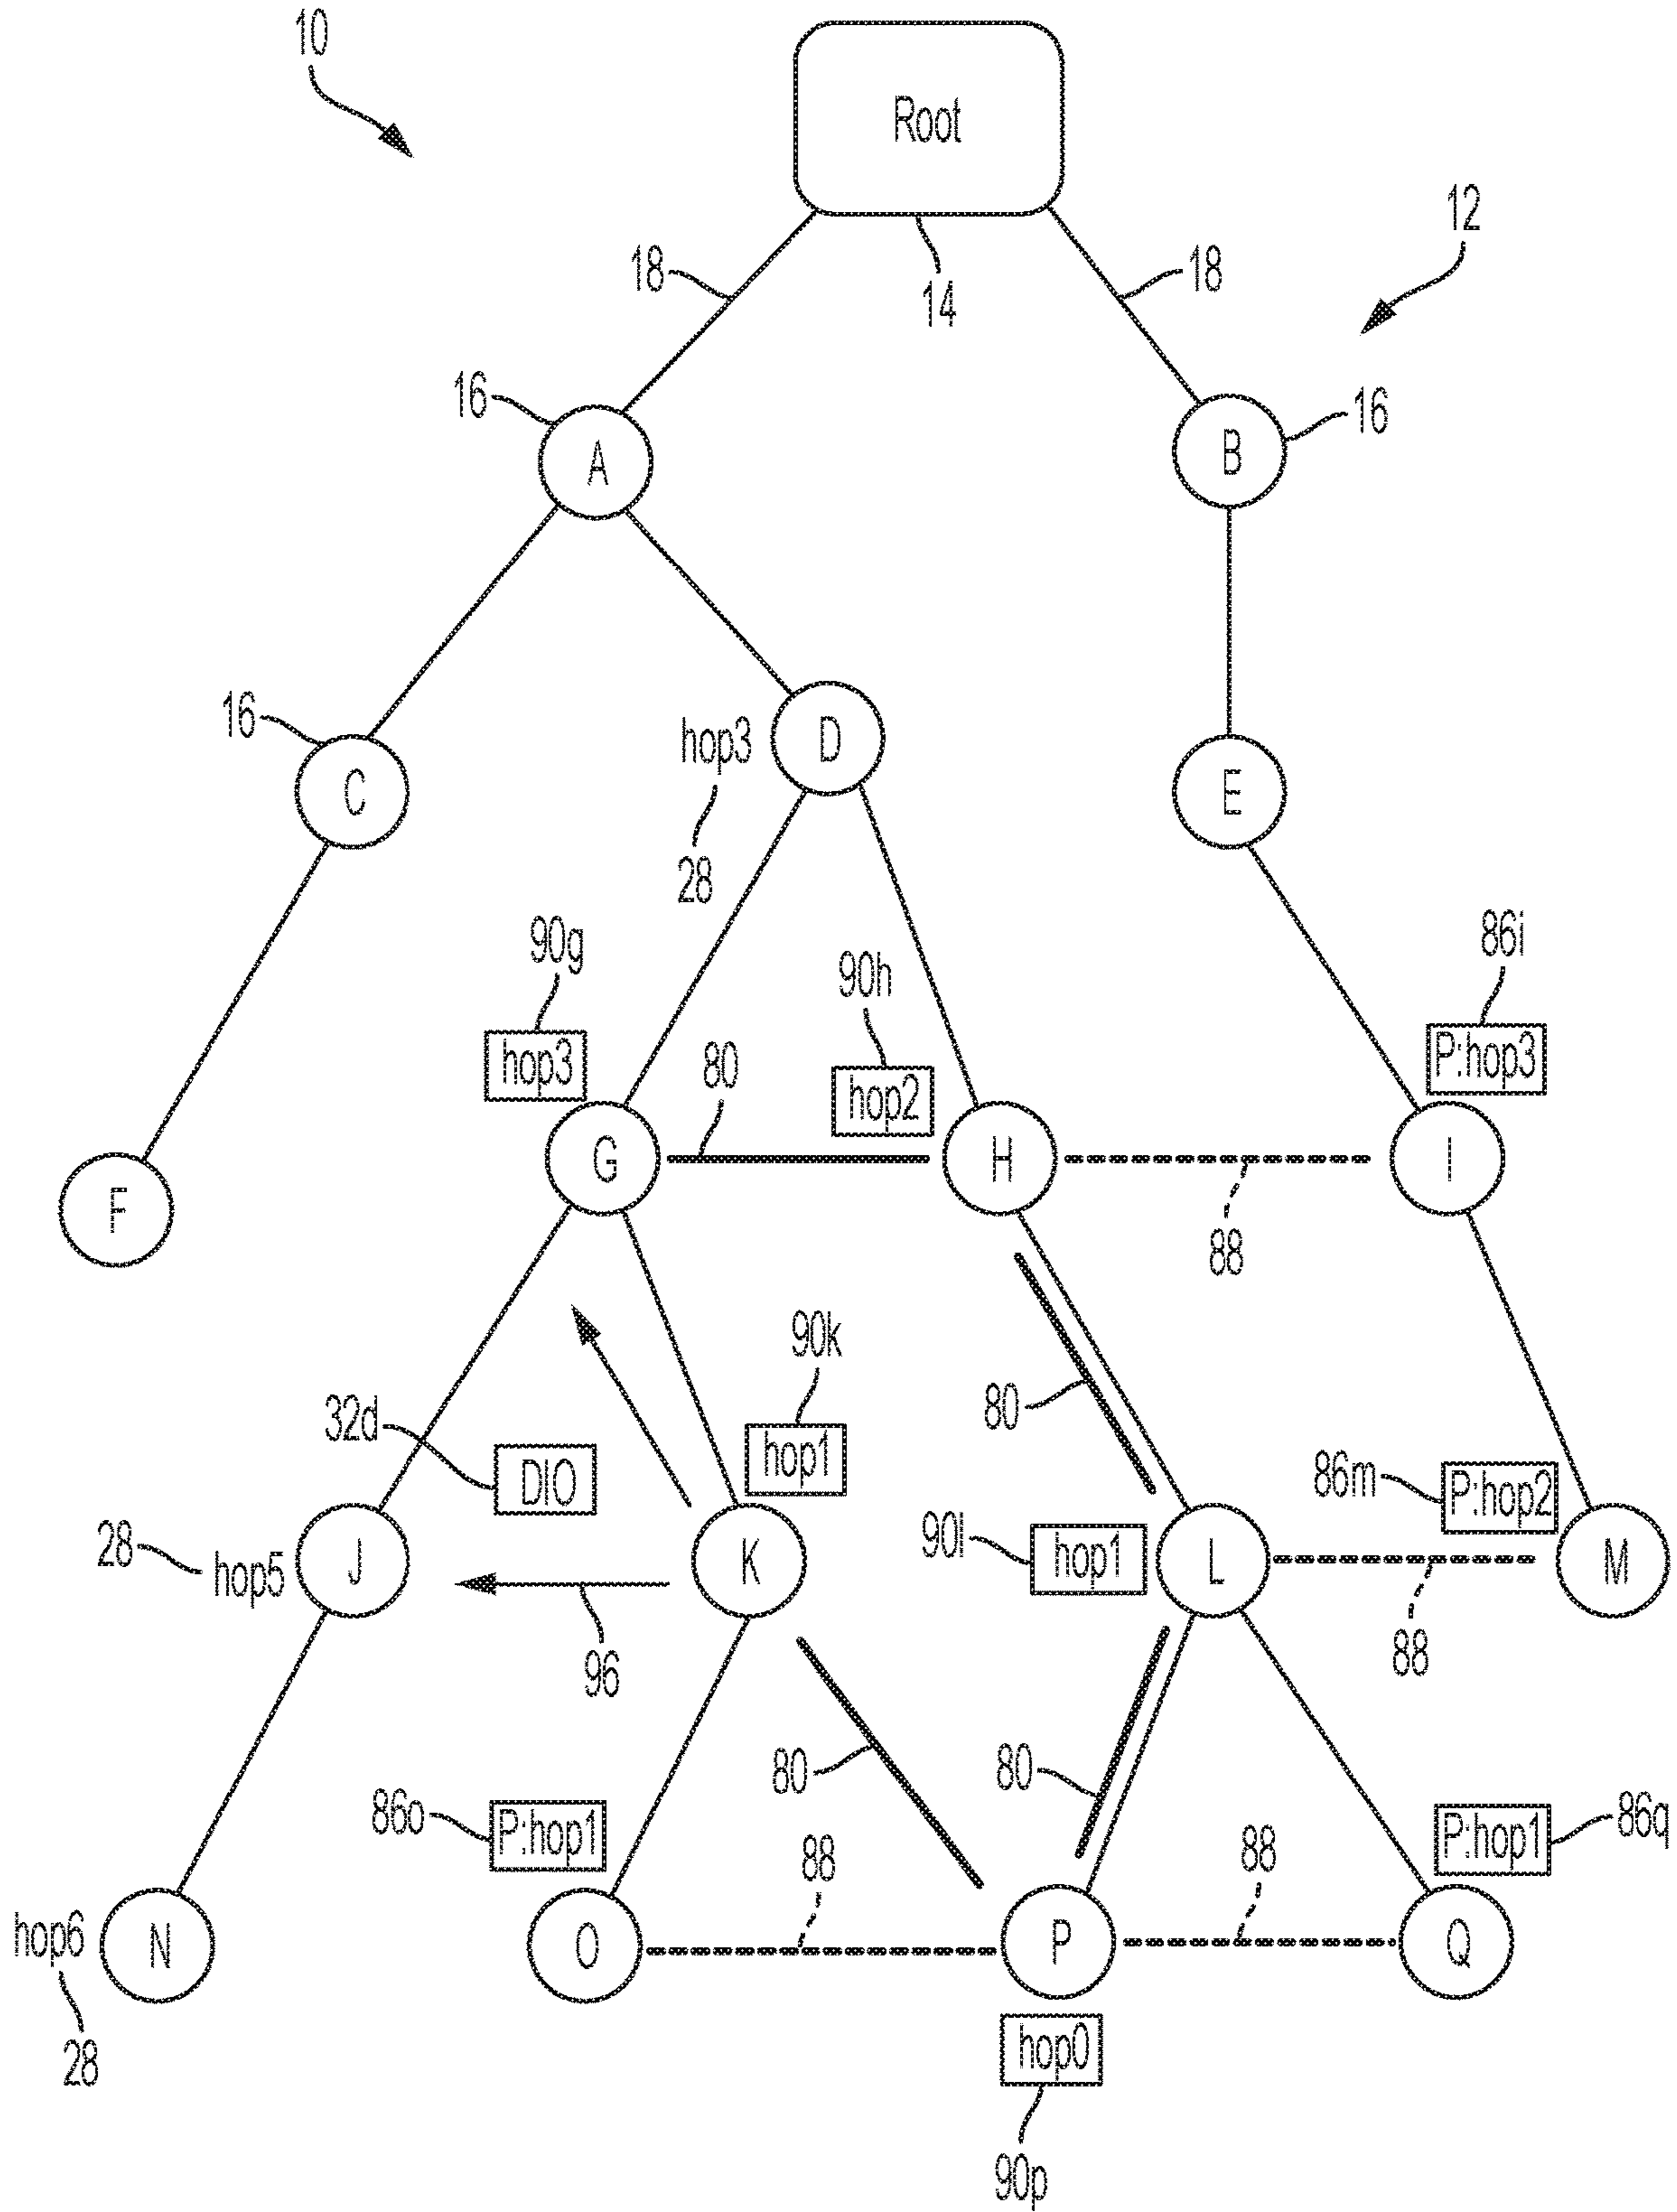 10
Root
12
18
18
14
16
16
A
B
16
hop3
D
C
E
28
90g
86i
90h
hop3
80
P:hop3
hop2
G
H
I
F
88
90k
32d
80
hop1
DIO
86m
P:hop2
28
90l
hop1
J
K
L
M
hop5
96
88
80
80
86o
P:hop1
88
88
P:hop1
86q
hop6
N
O
P
Q
28
hop0
90p